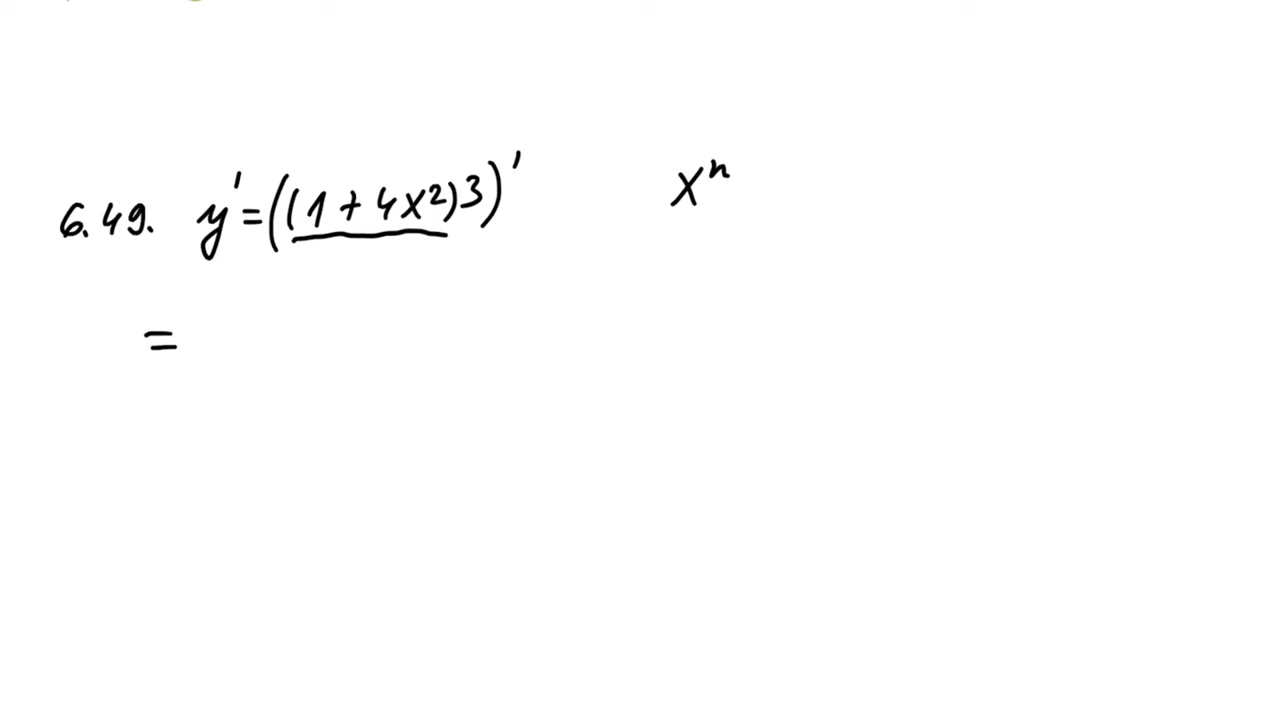 6.49. y' = ((1 + 4x²)3)' xⁿ
=